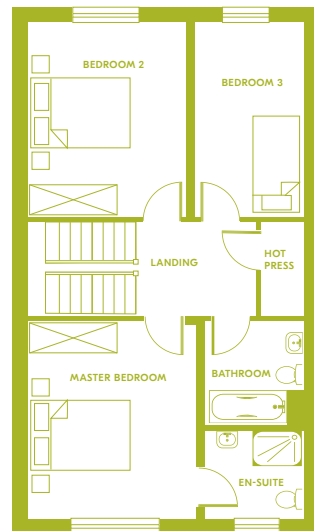 BEDROOM 2
BEDROOM 3
LANDING
HOT
PRESS
MASTER BEDROOM
BATHROOM
EN-SUITE